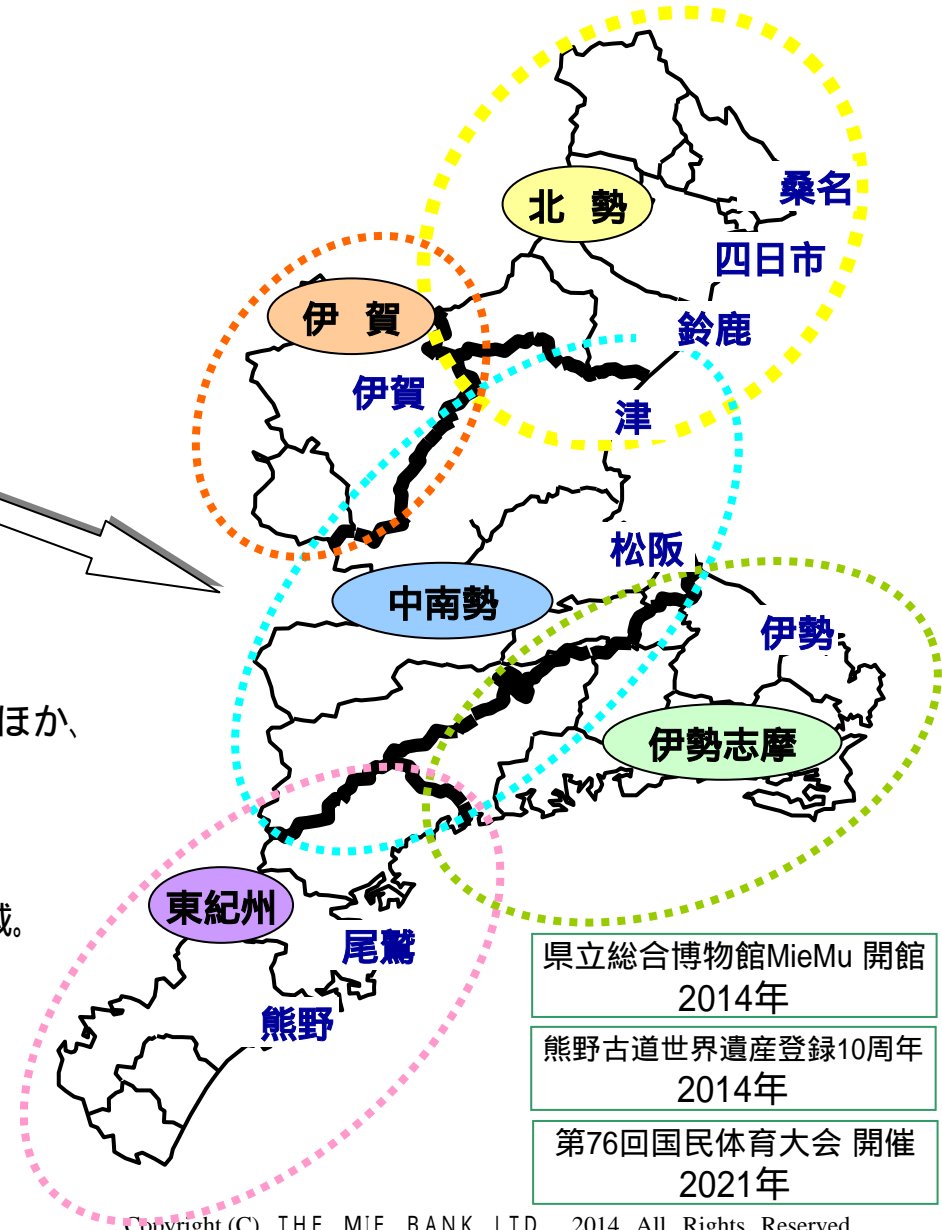 桑名
北 勢
四日市
伊 賀
鈴鹿
伊賀
津
松阪
中南勢
伊勢
ほか、
伊勢志摩
東紀州
尾鷲
熊野
県立総合博物館MieMu 開館
2014年
熊野古道世界遺産登録10周年
2014年
第76回国民体育大会 開催
2021年
Copyright (C) THE MIE BANK, LTD. 2014 All Rights Reserved